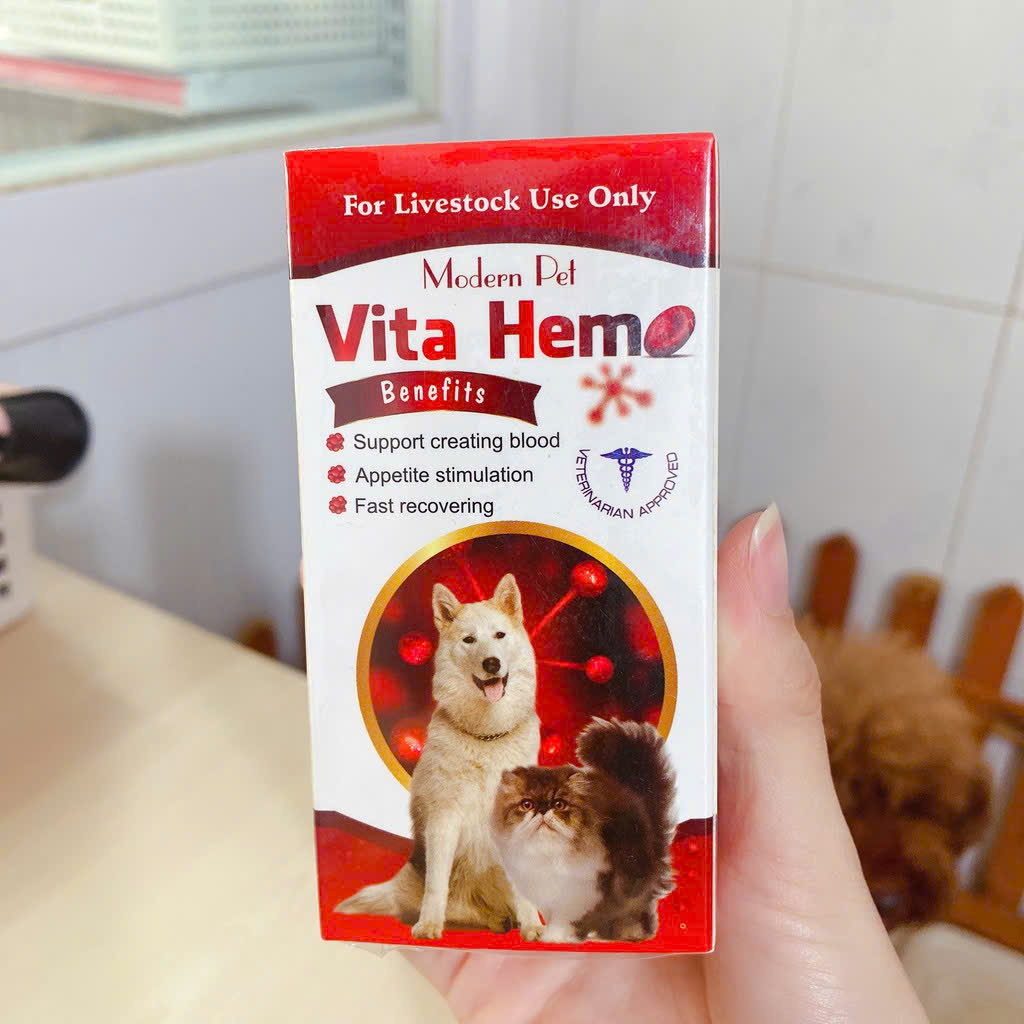 For Livestock Use Only
Modern Pet
Vita Hemo
Benefits
Support creating blood
Appetite stimulation
Fast recovering
VETERINARIAN APPROVED